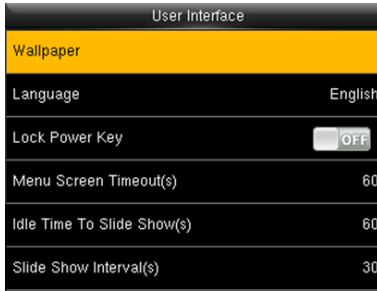 User Interface
Wallpaper
Language English
Lock Power Key OFF
Menu Screen Timeout(s) 60
Idle Time To Slide Show(s) 60
Slide Show Interval(s) 30